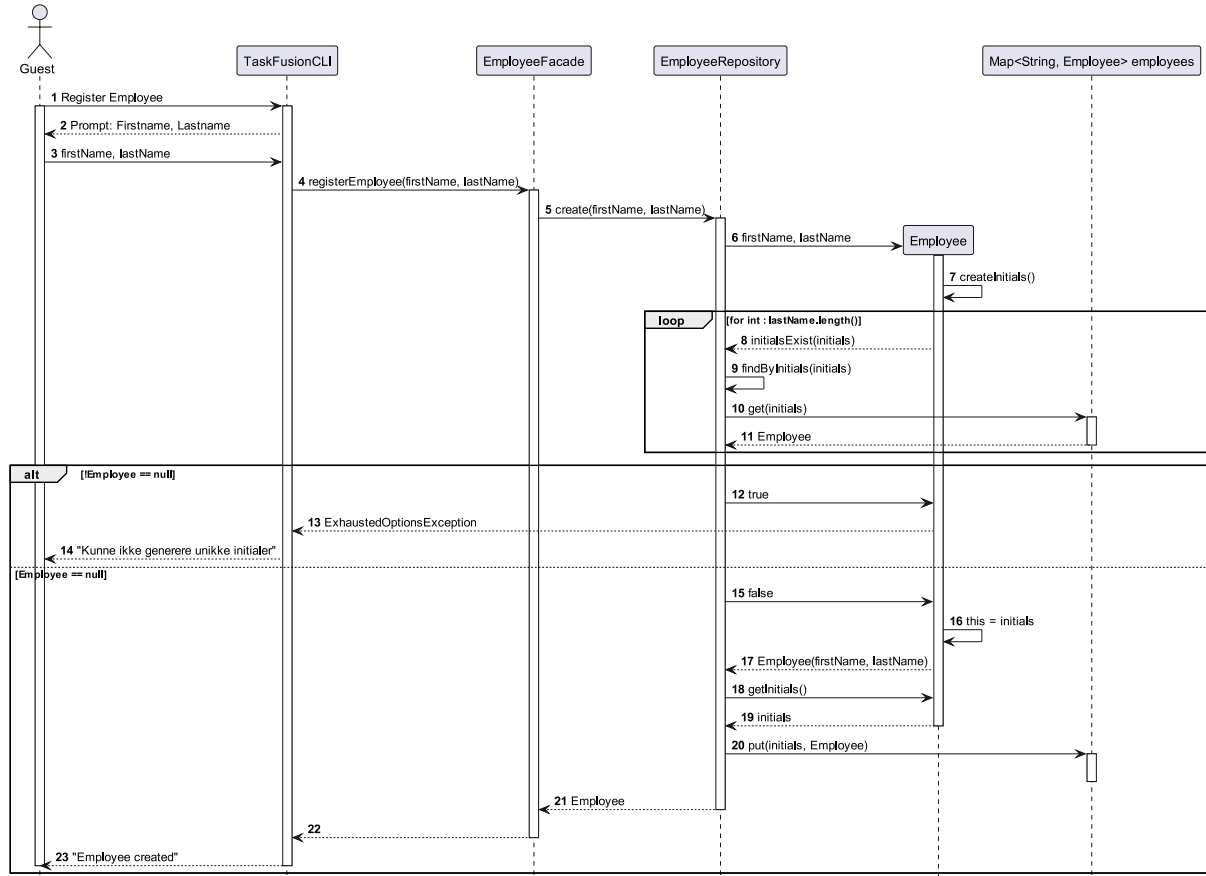 Guest
TaskFusionCLI
EmployeeFacade
EmployeeRepository
Map<String, Employee> employees
1 Register Employee
2 Prompt: Firstname, Lastname
3 firstName, lastName
4 registerEmployee(firstName, lastName)
5 create(firstName, lastName)
6 firstName, lastName
Employee
7 createInitials()
loop [for int : lastName.length()]
8 initialsExist(initials)
9 findByInitials(initials)
10 get(initials)
11 Employee
alt [!Employee == null]
12 true
13 ExhaustedOptionsException
14 "Kunne ikke generere unikke initialer"
[Employee == null]
15 false
16 this = initials
17 Employee(firstName, lastName)
18 getInitials()
19 initials
20 put(initials, Employee)
21 Employee
22
23 "Employee created"